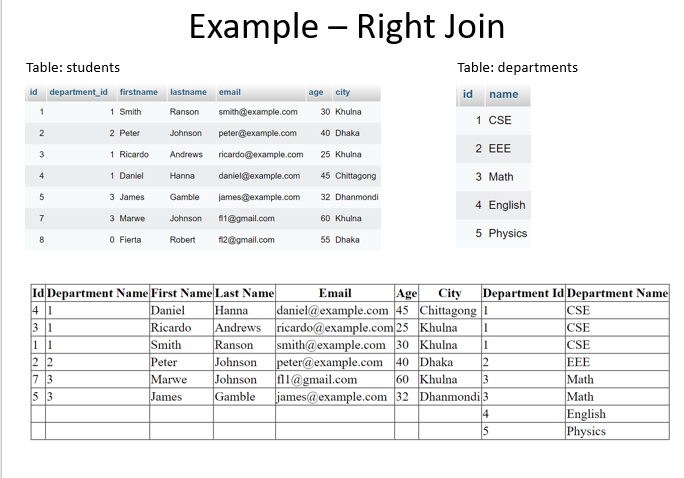 Example – Right Join
Table: students
Table: departments
id department_id firstname lastname email age city
1 1 Smith Ranson smith@example.com 30 Khulna
2 2 Peter Johnson peter@example.com 40 Dhaka
3 1 Ricardo Andrews ricardo@example.com 25 Khulna
4 1 Daniel Hanna daniel@example.com 45 Chittagong
5 3 James Gamble james@example.com 32 Dhanmondi
7 3 Marwe Johnson fl1@gmail.com 60 Khulna
8 0 Fierta Robert fl2@gmail.com 55 Dhaka
id name
1 CSE
2 EEE
3 Math
4 English
5 Physics
Id Department Name First Name Last Name Email Age City Department Id Department Name
4 1 Daniel Hanna daniel@example.com 45 Chittagong 1 CSE
3 1 Ricardo Andrews ricardo@example.com 25 Khulna 1 CSE
1 1 Smith Ranson smith@example.com 30 Khulna 1 CSE
2 2 Peter Johnson peter@example.com 40 Dhaka 2 EEE
7 3 Marwe Johnson fl1@gmail.com 60 Khulna 3 Math
5 3 James Gamble james@example.com 32 Dhanmondi 3 Math
4 English
5 Physics